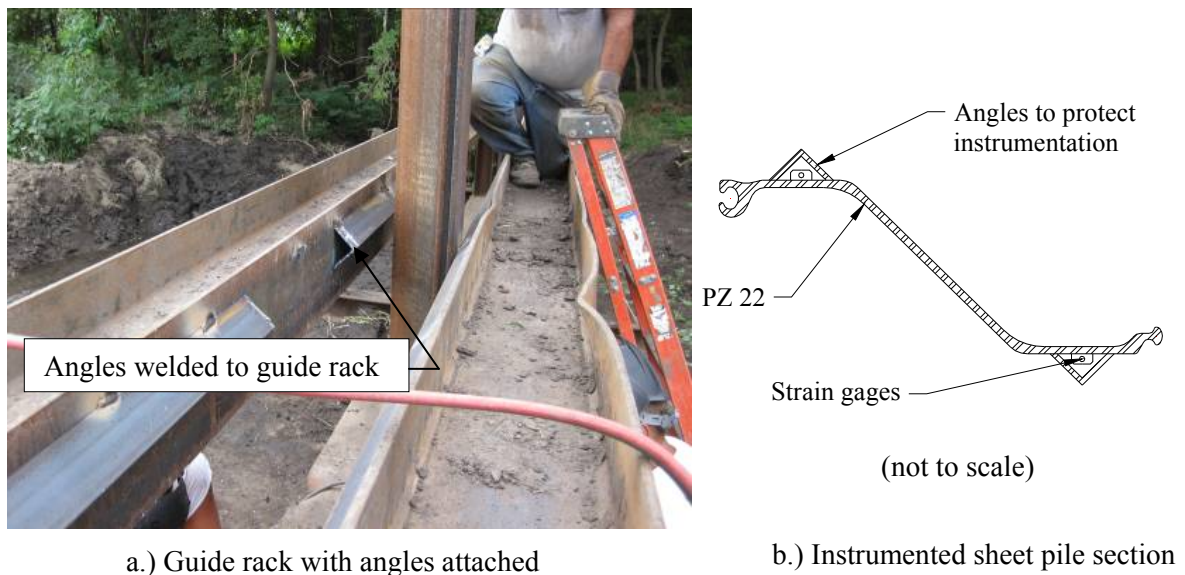 Angles to protect
instrumentation
PZ 22
Angles welded to guide rack
Strain gages
(not to scale)
a.) Guide rack with angles attached
b.) Instrumented sheet pile section